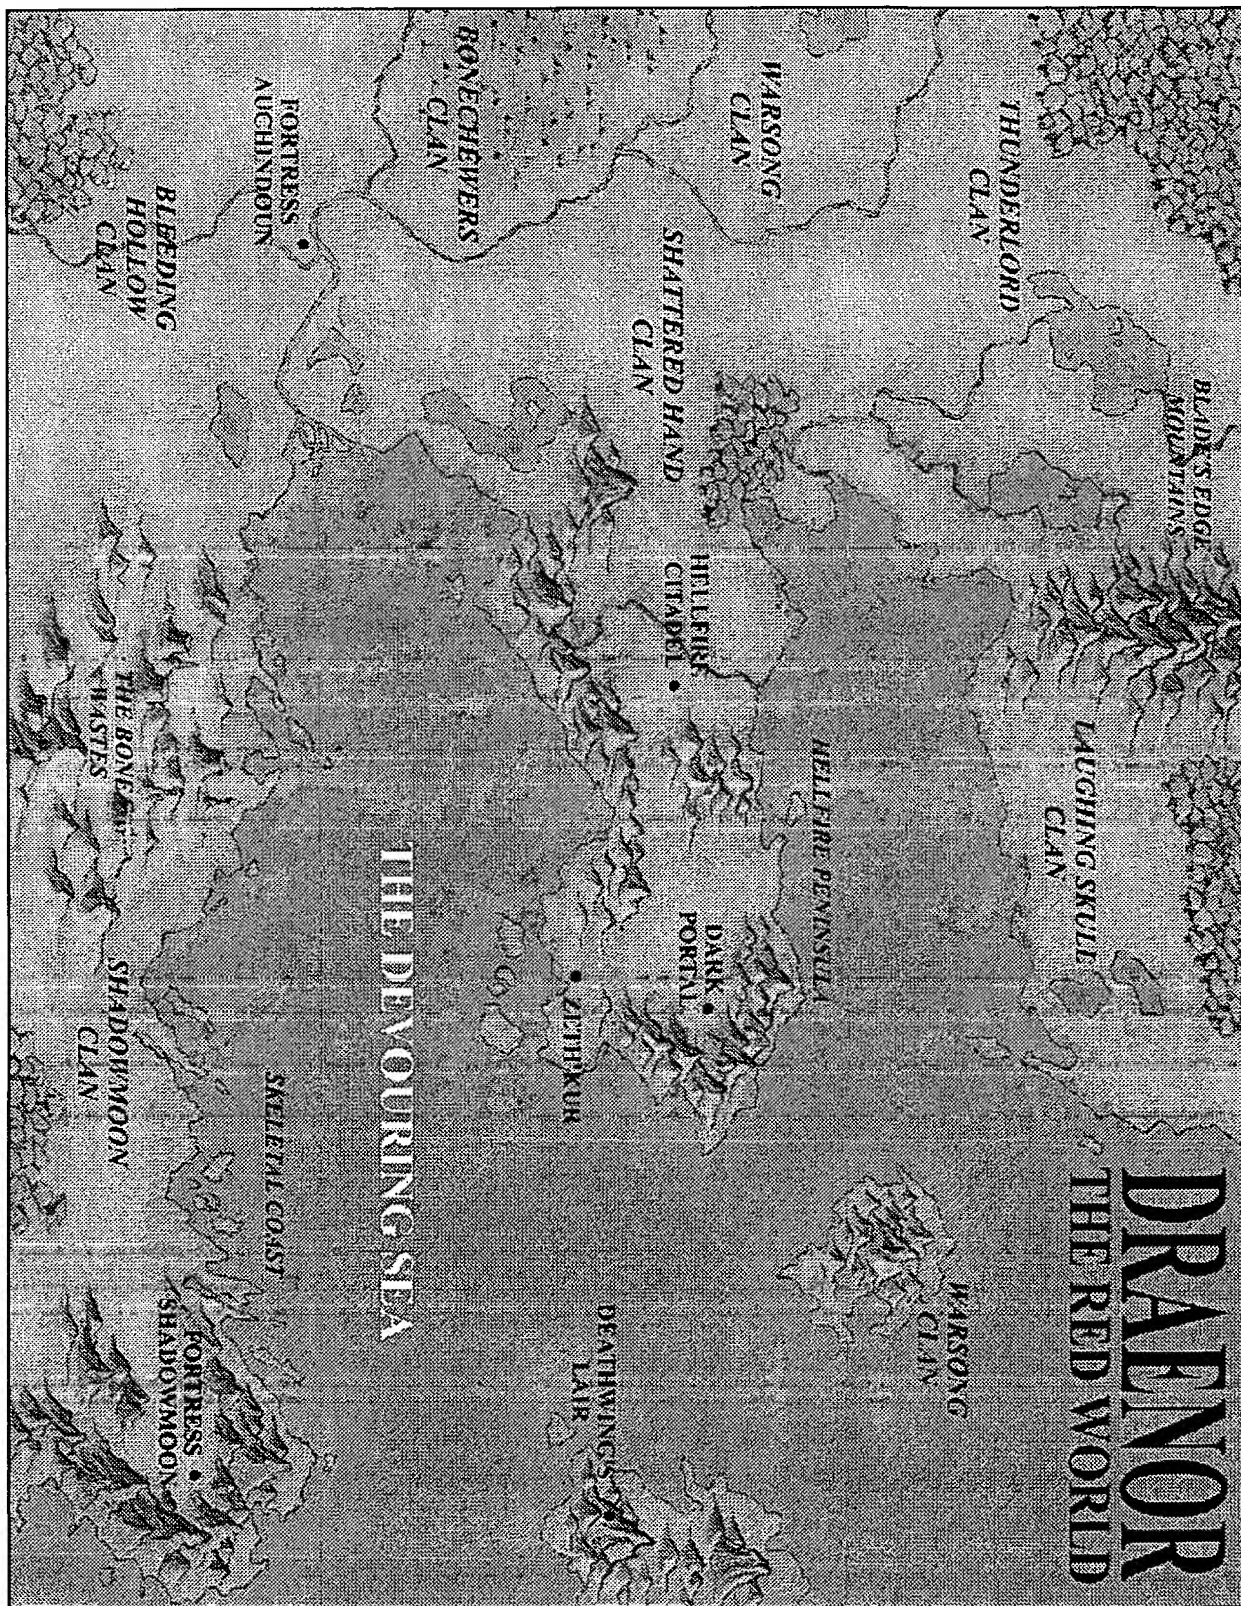 DRAENOR
THE RED WORLD
BLADE'S EDGE
MOUNTAINS
LAUGHING SKULL
CLAN
THUNDERLORD
CLAN
WARSONG
CLAN
HELLFIRE PENINSULA
WARSONG
CLAN
DARK
PORTAL
HELLFIRE
CITADEL
SHATTERED HAND
CLAN
DEATHWING'S
LAIR
ZETH'KUR
BONECHEWERS
CLAN
THE DEVOURING SEA
FORTRESS
AUCHINDOUN
SKELETAL COAST
FORTRESS
SHADOWMOON
BLEEDING
HOLLOW
CLAN
THE BONE
WASTES
SHADOWMOON
CLAN